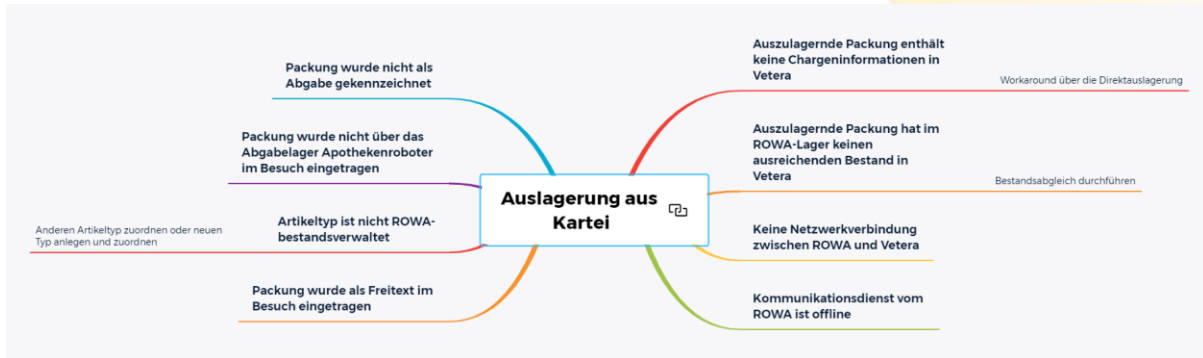 Auslagerung aus
Kartei
Auszulagernde Packung enthält
keine Chargeninformationen in
Vetera
Workaround über die Direktauslagerung
Auszulagernde Packung hat im
ROWA-Lager keinen
ausreichenden Bestand in
Vetera
Bestandsabgleich durchführen
Keine Netzwerkverbindung
zwischen ROWA und Vetera
Kommunikationsdienst vom
ROWA ist offline
Packung wurde nicht als
Abgabe gekennzeichnet
Packung wurde nicht über das
Abgabelager Apothekenroboter
im Besuch eingetragen
Artikeltyp ist nicht ROWA-
bestandsverwaltet
Anderen Artikeltyp zuordnen oder neuen
Typ anlegen und zuordnen
Packung wurde als Freitext im
Besuch eingetragen